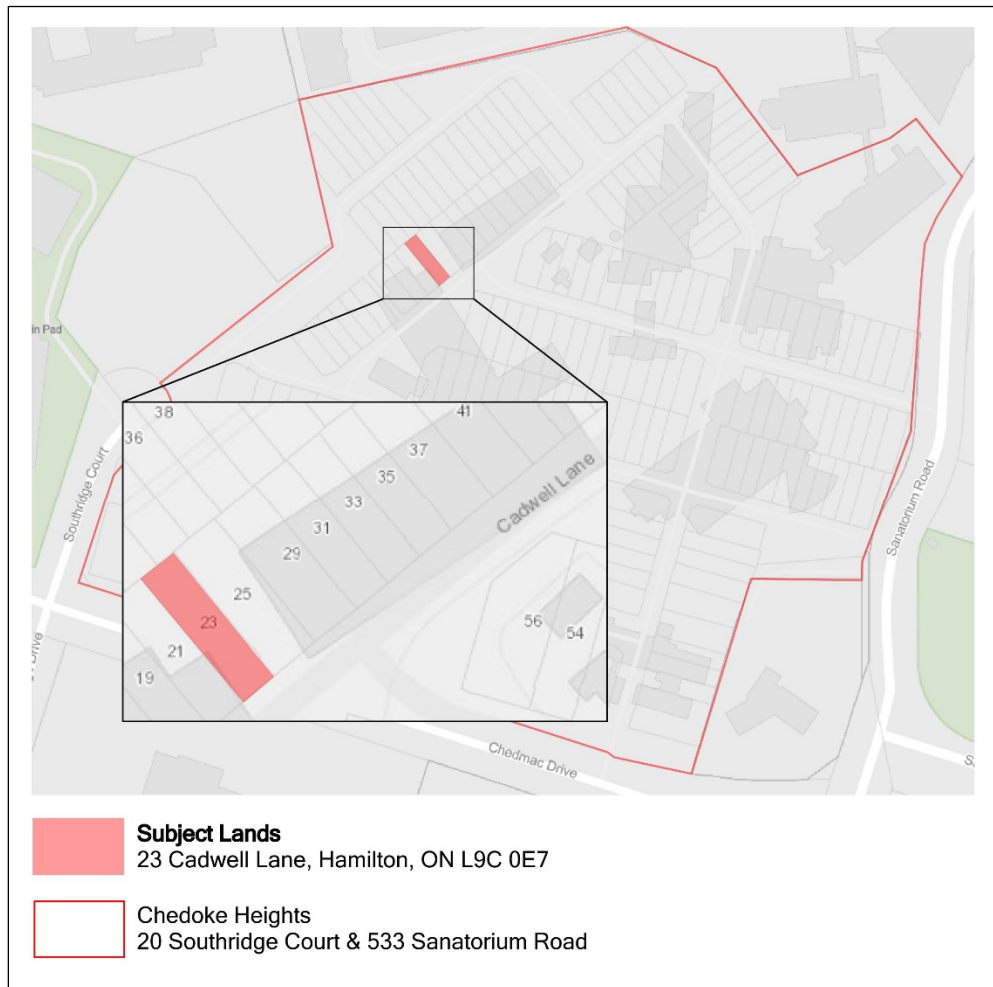 in Pad
38
36
41
37
35
33
31
29
25
23
21
19
Cadwell Lane
56
54
Southridge Court
Sanatorium Road
Drive
Chedmac Drive
Subject Lands
23 Cadwell Lane, Hamilton, ON L9C 0E7
Chedoke Heights
20 Southridge Court & 533 Sanatorium Road